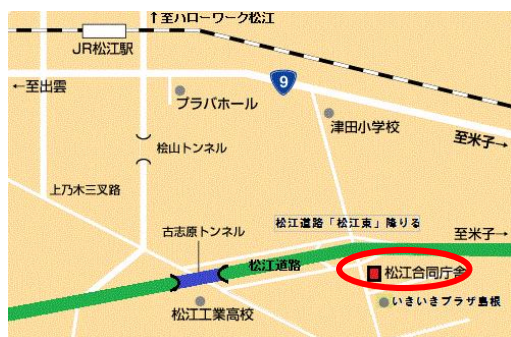 ↑至ハローワーク松江
JR松江駅
←至出雲
9
プラバホール
津田小学校
至米子→
桧山トンネル
上乃木三叉路
松江道路「松江東」降りる
古志原トンネル
至米子→
松江道路
松江合同庁舎
いきいきプラザ島根
松江工業高校